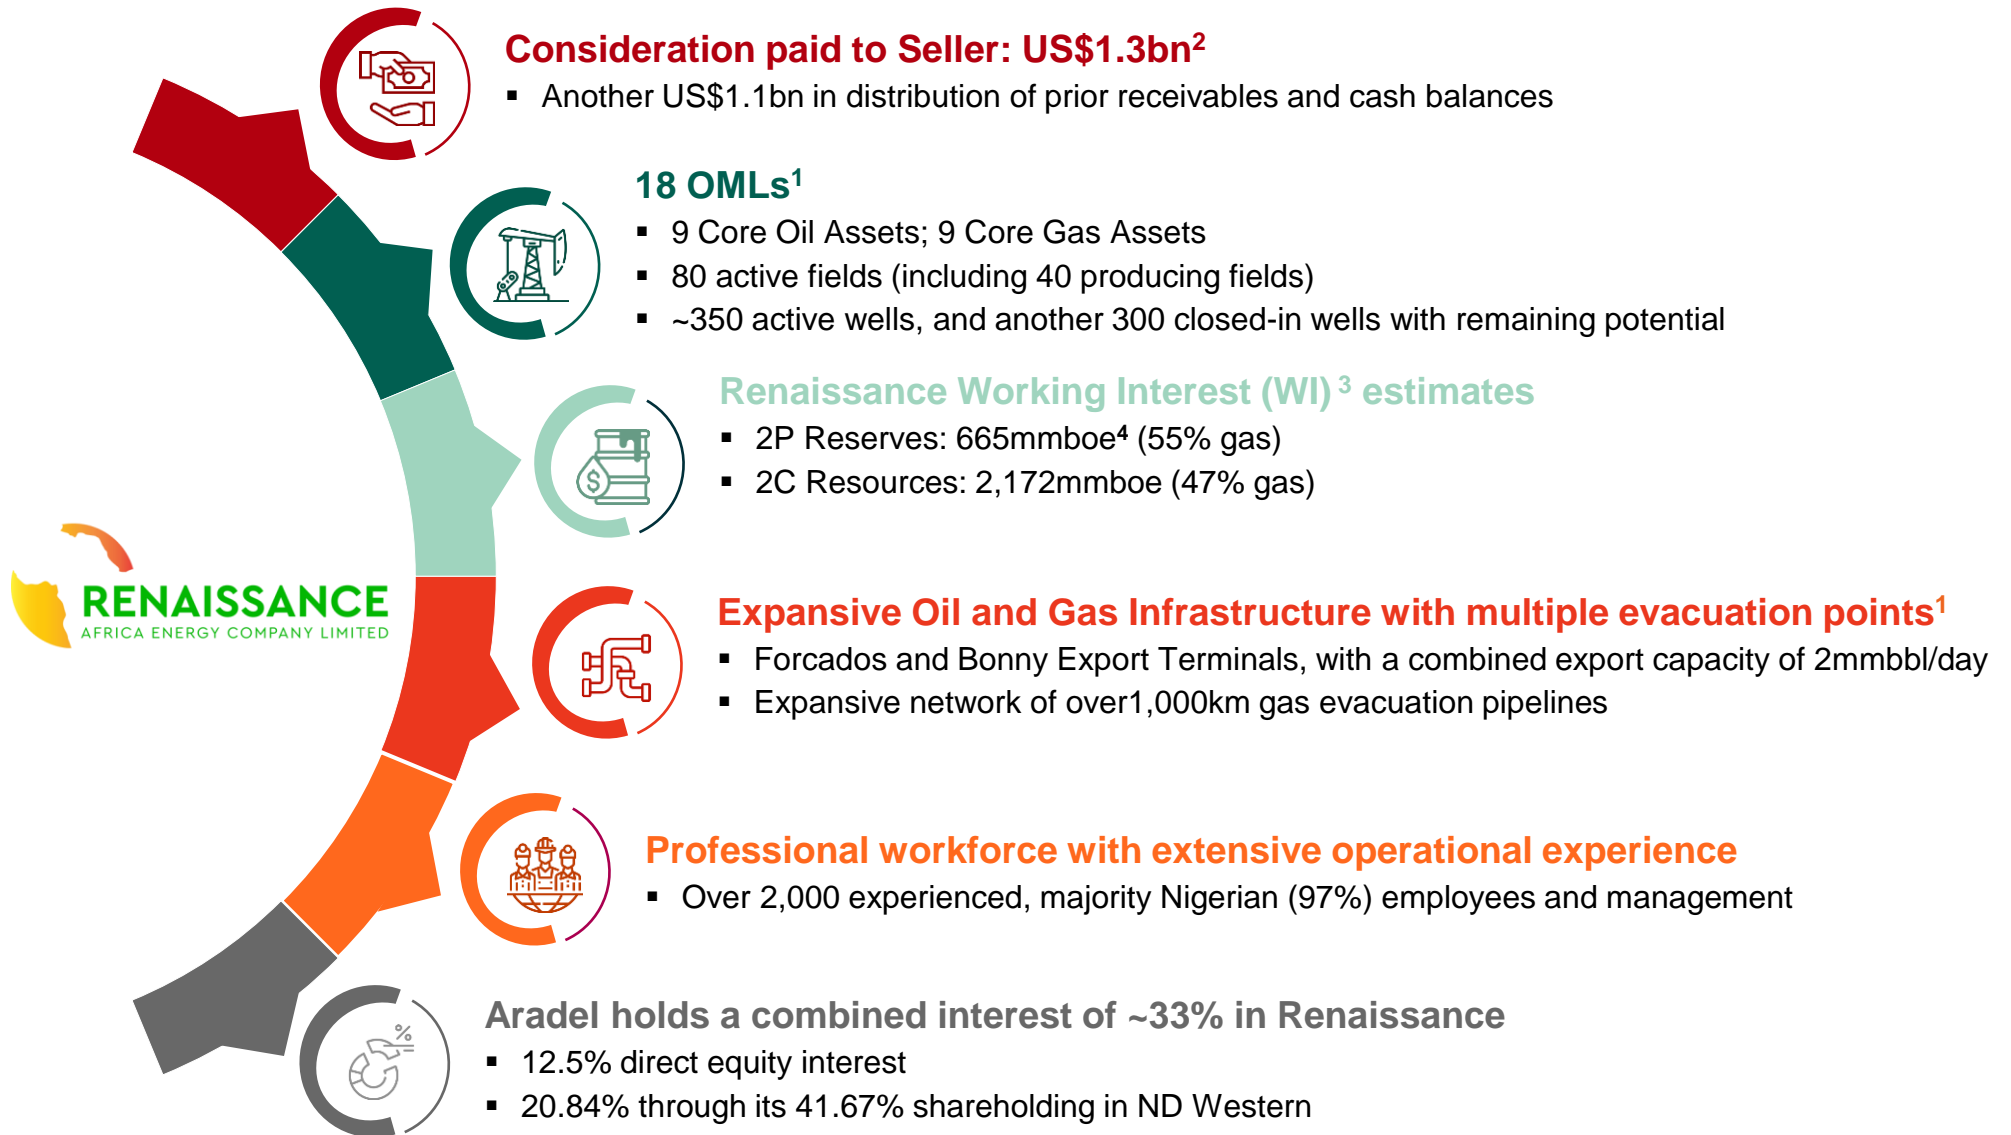 Consideration paid to Seller: US$1.3bn²
▪ Another US$1.1bn in distribution of prior receivables and cash balances
18 OMLs¹
▪ 9 Core Oil Assets; 9 Core Gas Assets
▪ 80 active fields (including 40 producing fields)
▪ ~350 active wells, and another 300 closed-in wells with remaining potential
Renaissance Working Interest (WI) ³ estimates
▪ 2P Reserves: 665mmboe⁴ (55% gas)
▪ 2C Resources: 2,172mmboe (47% gas)
RENAISSANCE
AFRICA ENERGY COMPANY LIMITED
Expansive Oil and Gas Infrastructure with multiple evacuation points¹
▪ Forcados and Bonny Export Terminals, with a combined export capacity of 2mmbbl/day
▪ Expansive network of over1,000km gas evacuation pipelines
Professional workforce with extensive operational experience
▪ Over 2,000 experienced, majority Nigerian (97%) employees and management
Aradel holds a combined interest of ~33% in Renaissance
▪ 12.5% direct equity interest
▪ 20.84% through its 41.67% shareholding in ND Western